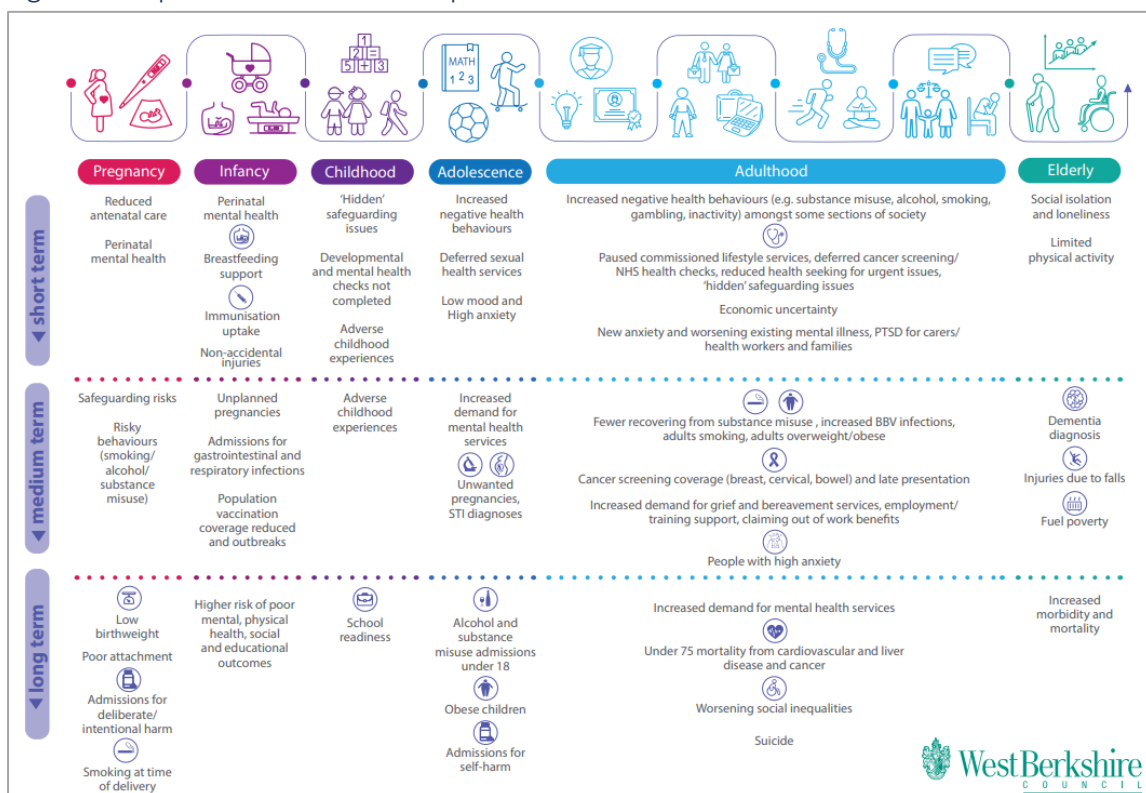 1
2 =
5 + 3
MATH
1 2 3
Pregnancy
Infancy
Childhood
Adolescence
Adulthood
Elderly
short term
Reduced
antenatal care
Perinatal
mental health
Perinatal
mental health
Breastfeeding
support
Immunisation
uptake
Non-accidental
injuries
‘Hidden’
safeguarding
issues
Developmental
and mental health
checks not
completed
Adverse
childhood
experiences
Increased
negative health
behaviours
Deferred sexual
health services
Low mood and
High anxiety
Increased negative health behaviours (e.g. substance misuse, alcohol, smoking,
gambling, inactivity) amongst some sections of society
Paused commissioned lifestyle services, deferred cancer screening/
NHS health checks, reduced health seeking for urgent issues,
‘hidden’ safeguarding issues
Economic uncertainty
New anxiety and worsening existing mental illness, PTSD for carers/
health workers and families
Social isolation
and loneliness
Limited
physical activity
medium term
Safeguarding risks
Risky
behaviours
(smoking/
alcohol/
substance
misuse)
Unplanned
pregnancies
Admissions for
gastrointestinal and
respiratory infections
Population
vaccination
coverage reduced
and outbreaks
Adverse
childhood
experiences
Increased
demand for
mental health
services
Unwanted
pregnancies,
STI diagnoses
Fewer recovering from substance misuse , increased BBV infections,
adults smoking, adults overweight/obese
Cancer screening coverage (breast, cervical, bowel) and late presentation
Increased demand for grief and bereavement services, employment/
training support, claiming out of work benefits
People with high anxiety
Dementia
diagnosis
Injuries due to falls
Fuel poverty
long term
Low
birthweight
Poor attachment
Admissions for
deliberate/
intentional harm
Smoking at time
of delivery
Higher risk of poor
mental, physical
health, social
and educational
outcomes
School
readiness
Alcohol and
substance
misuse admissions
under 18
Obese children
Admissions for
self-harm
Increased demand for mental health services
Under 75 mortality from cardiovascular and liver
disease and cancer
Worsening social inequalities
Suicide
Increased
morbidity and
mortality
West Berkshire
COUNCIL